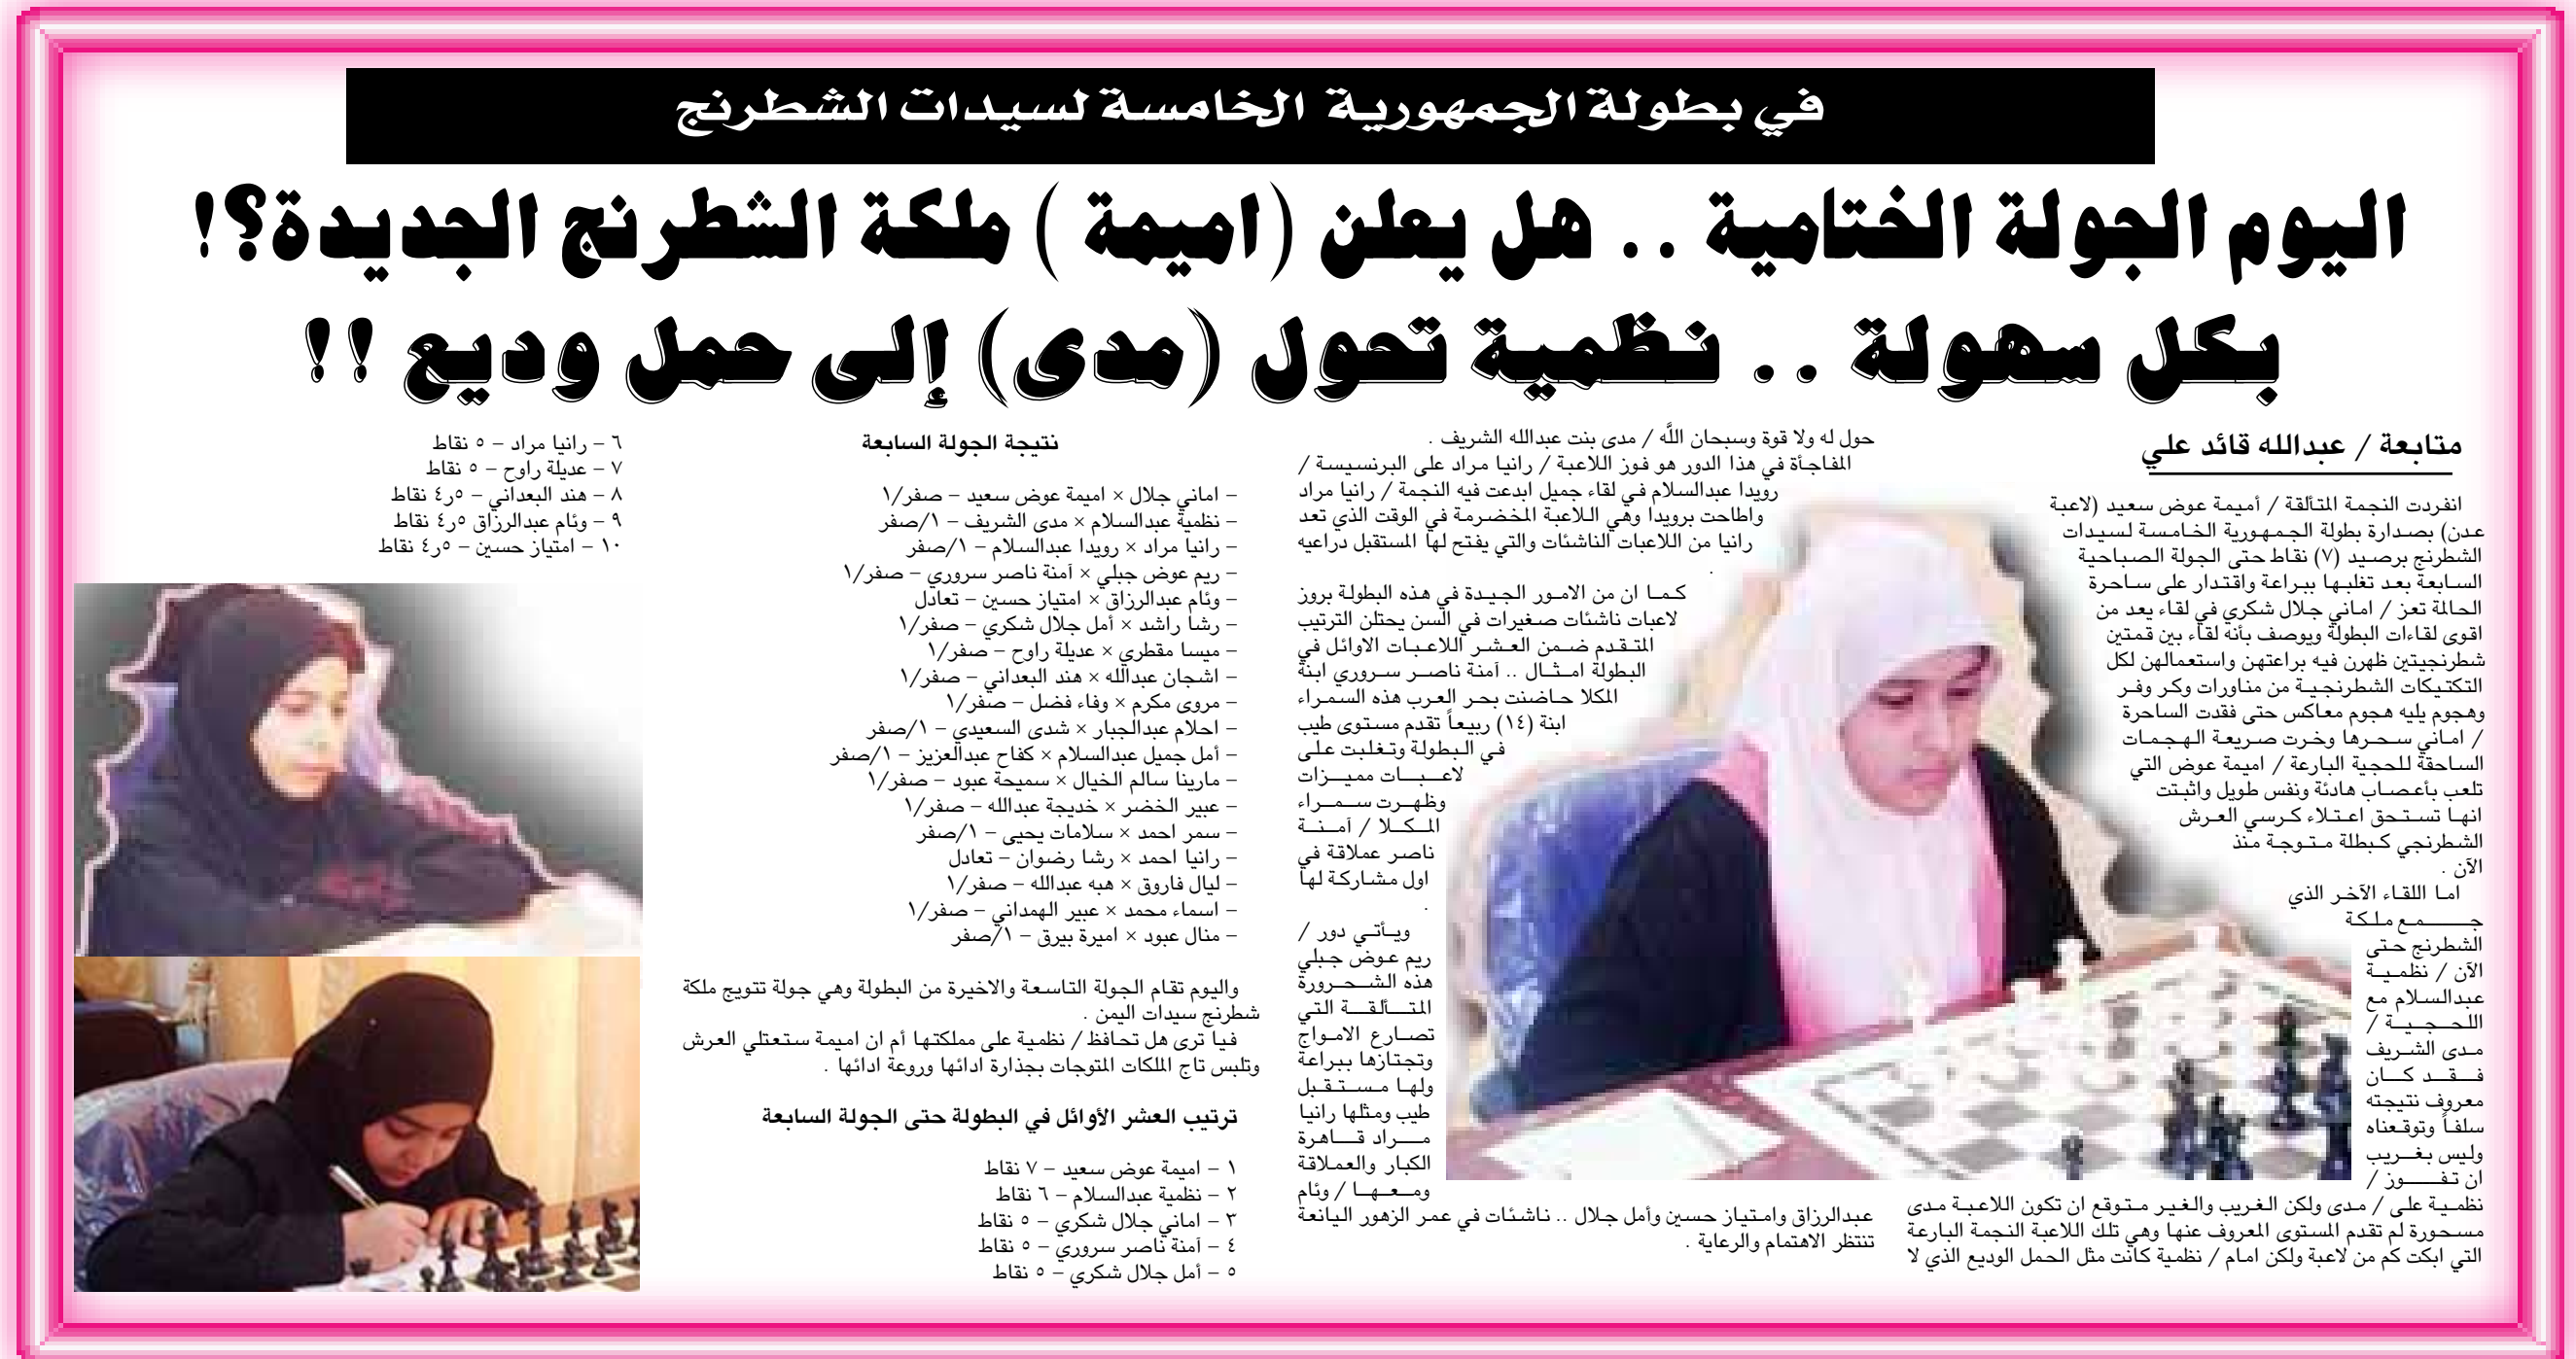 في بطولة الجمهورية الخامسة لسيدات الشطرنج
اليوم الجولة الختامية .. هل يعلن (اميمة ) ملكة الشطرنج الجديدة؟!
بكل سهولة .. نظمية تحول (مدى) إلى حمل وديع !!
متابعة / عبدالله قائد علي
انفردت النجمة المتألقة / أميمة عوض سعيد (لاعبة
عدن) بصدارة بطولة الجمهورية الخامسة لسيدات
الشطرنج برصيد (٧) نقاط حتى الجولة الصباحية
السابعة بعد تغلبها ببراعة واقتدار على ساحرة
الحالمة تعز / اماني جلال شكري في لقاء يعد من
اقوى لقاءات البطولة ويوصف بأنه لقاء بين قمتين
شطرنجيتين ظهرن فيه براعتهن واستعمالهن لكل
التكتيكات الشطرنجية من مناورات وكر وفر
وهجوم يليه هجوم معاكس حتى فقدت الساحرة
/ اماني سحرها وخرت صريعة الهجمات
الساحقة للحجية البارعة / اميمة عوض التي
تلعب بأعصاب هادئة ونفس طويل واثبتت
انها تستحق اعتلاء كرسي العرش
الشطرنجي كبطلة متوجة منذ
الآن .
اما اللقاء الآخر الذي
جمع ملكة
الشطرنج حتى
الآن / نظمية
عبدالسلام مع
اللحجية /
مدى الشريف
فقد كان
معروف نتيجته
سلفاً وتوقعناه
وليس بغريب
ان تفوز /
نظمية على / مدى ولكن الغريب والغير متوقع ان تكون اللاعبة مدى
مسحورة لم تقدم المستوى المعروف عنها وهي تلك اللاعبة النجمة البارعة
التي ابكت كم من لاعبة ولكن امام / نظمية كانت مثل الحمل الوديع الذي لا
حول له ولا قوة وسبحان الله / مدى بنت عبدالله الشريف .
المفاجأة في هذا الدور هو فوز اللاعبة / رانيا مراد على البرنسيسة /
رويدا عبدالسلام في لقاء جميل ابدعت فيه النجمة / رانيا مراد
واطاحت برويدا وهي اللاعبة المخضرمة في الوقت الذي تعد
رانيا من اللاعبات الناشئات والتي يفتح لها المستقبل دراعيه
.
كما ان من الامور الجيدة في هذه البطولة بروز
لاعبات ناشئات صغيرات في السن يحتلن الترتيب
المتقدم ضمن العشر اللاعبات الاوائل في
البطولة امثال .. آمنة ناصر سروري ابنة
المكلا حاضنت بحر العرب هذه السمراء
ابنة (١٤) ربيعاً تقدم مستوى طيب
في البطولة وتغلبت على
لاعبات مميزات
وظهرت سمراء
المكلا / آمنة
ناصر عملاقة في
اول مشاركة لها
.
ويأتي دور /
ريم عوض جبلي
هذه الشحرورة
المتألقة التي
تصارع الامواج
وتجتازها ببراعة
ولها مستقبل
طيب ومثلها رانيا
مراد قاهرة
الكبار والعملاقة
ومعها / وئام
عبدالرزاق وامتياز حسين وأمل جلال .. ناشئات في عمر الزهور اليانعة
تنتظر الاهتمام والرعاية .
نتيجة الجولة السابعة
– اماني جلال × اميمة عوض سعيد – صفر/١
– نظمية عبدالسلام × مدى الشريف – ١/صفر
– رانيا مراد × رويدا عبدالسلام – ١/صفر
– ريم عوض جبلي × آمنة ناصر سروري – صفر/١
– وئام عبدالرزاق × امتياز حسين – تعادل
– رشا راشد × أمل جلال شكري – صفر/١
– ميسا مقطري × عديلة راوح – صفر/١
– اشجان عبدالله × هند البعداني – صفر/١
– مروى مكرم × وفاء فضل – صفر/١
– احلام عبدالجبار × شدى السعيدي – ١/صفر
– أمل جميل عبدالسلام × كفاح عبدالعزيز – ١/صفر
– مارينا سالم الخيال × سميحة عبود – صفر/١
– عبير الخضر × خديجة عبدالله – صفر/١
– سمر احمد × سلامات يحيى – ١/صفر
– رانيا احمد × رشا رضوان – تعادل
– ليال فاروق × هبه عبدالله – صفر/١
– اسماء محمد × عبير الهمداني – صفر/١
– منال عبود × اميرة بيرق – ١/صفر
واليوم تقام الجولة التاسعة والاخيرة من البطولة وهي جولة تتويج ملكة
شطرنج سيدات اليمن .
فيا ترى هل تحافظ / نظمية على مملكتها أم ان اميمة ستعتلي العرش
وتلبس تاج الملكات المتوجات بجذارة ادائها وروعة ادائها .
ترتيب العشر الأوائل في البطولة حتى الجولة السابعة
١ – اميمة عوض سعيد – ٧ نقاط
٢ – نظمية عبدالسلام – ٦ نقاط
٣ – اماني جلال شكري – ٥ نقاط
٤ – آمنة ناصر سروري – ٥ نقاط
٥ – أمل جلال شكري – ٥ نقاط
٦ – رانيا مراد – ٥ نقاط
٧ – عديلة راوح – ٥ نقاط
٨ – هند البعداني – ٥ر٤ نقاط
٩ – وئام عبدالرزاق ٥ر٤ نقاط
١٠ – امتياز حسين – ٥ر٤ نقاط